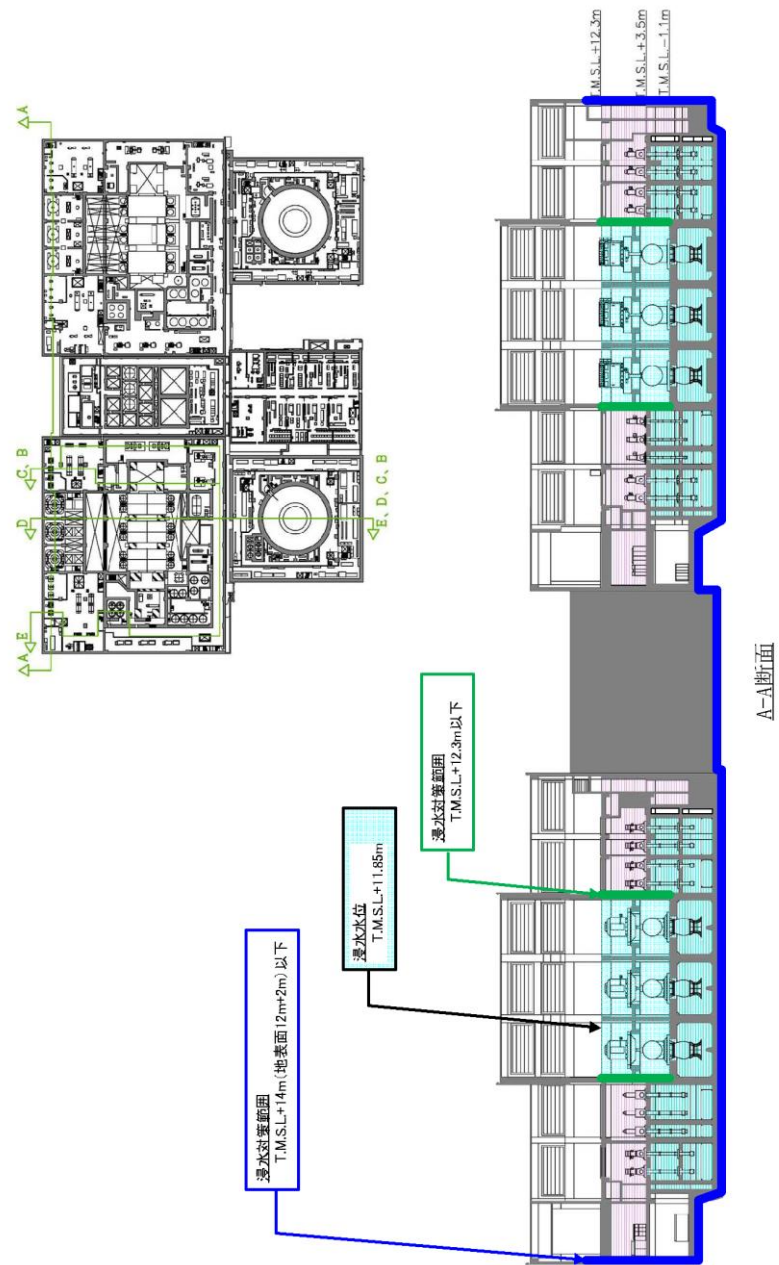 A
A
C、B
D
E
A
E、D、C、B
浸水対策範囲
T.M.S.L.+14m(地表面12m+2m)以下
浸水水位
T.M.S.L.+11.85m
浸水対策範囲
T.M.S.L.+12.3m以下
T.M.S.L.+12.3m
T.M.S.L.+3.5m
T.M.S.L.-1.1m
A-A断面